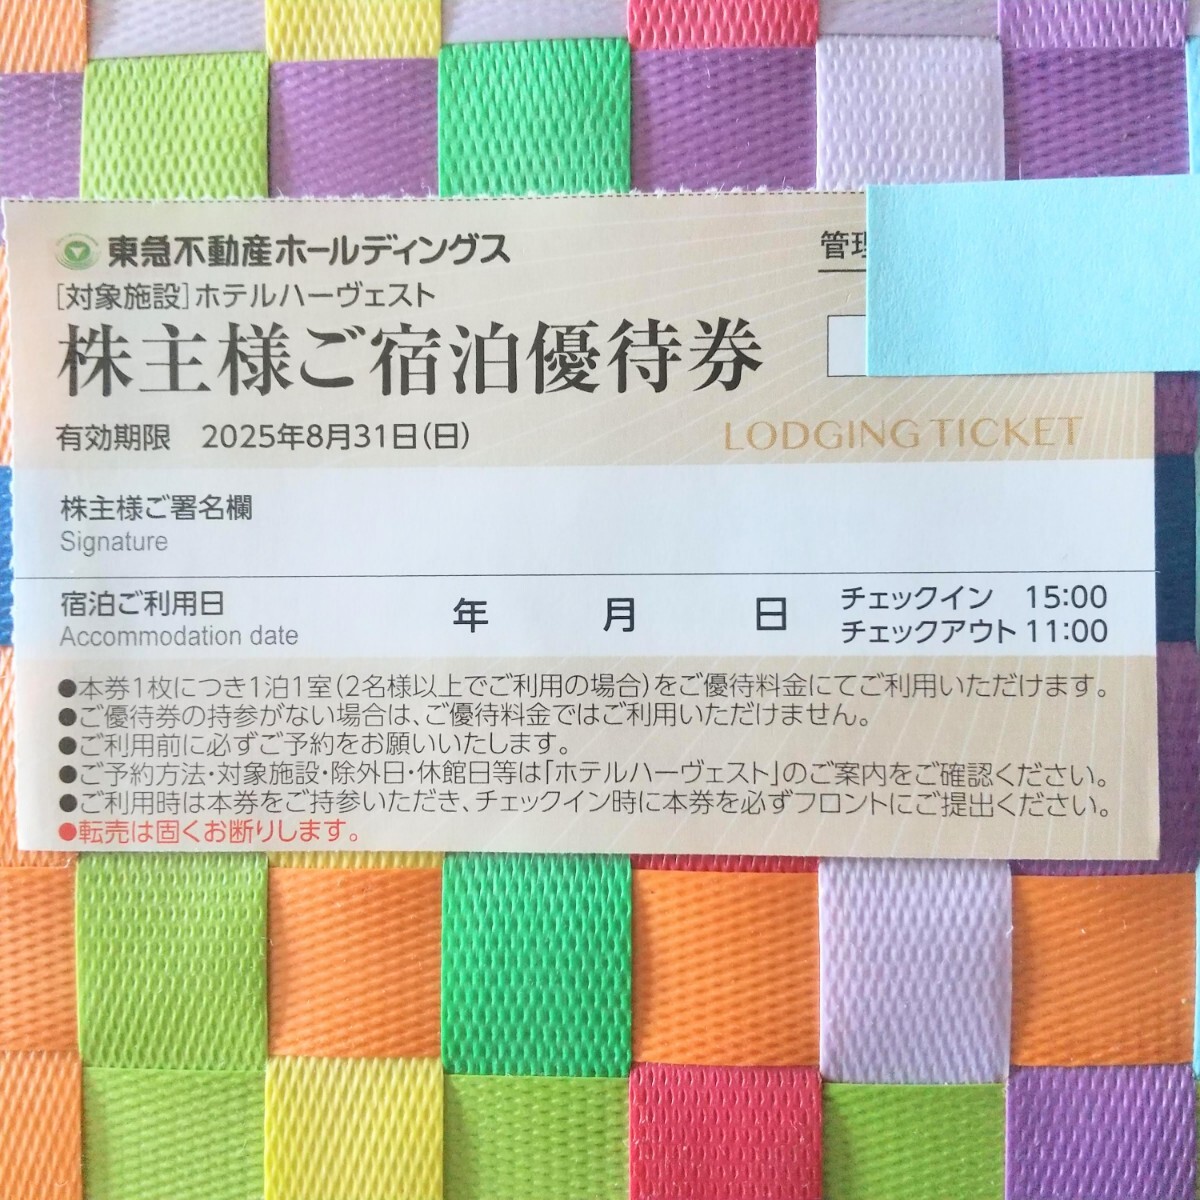 東急不動産ホールディングス
管理
[対象施設]ホテルハーヴェスト
株主様ご宿泊優待券
有効期限 2025年8月31日(日)
LODGING TICKET
株主様ご署名欄
Signature
宿泊ご利用日
Accommodation date
年 月 日
チェックイン 15:00
チェックアウト 11:00
●本券1枚につき1泊1室(2名様以上でご利用の場合)をご優待料金にてご利用いただけます。
●ご優待券の持参がない場合は、ご優待料金ではご利用いただけません。
●ご利用前に必ずご予約をお願いいたします。
●ご予約方法・対象施設・除外日・休館日等は「ホテルハーヴェスト」のご案内をご確認ください。
●ご利用時は本券をご持参いただき、チェックイン時に本券を必ずフロントにご提出ください。
●転売は固くお断りします。